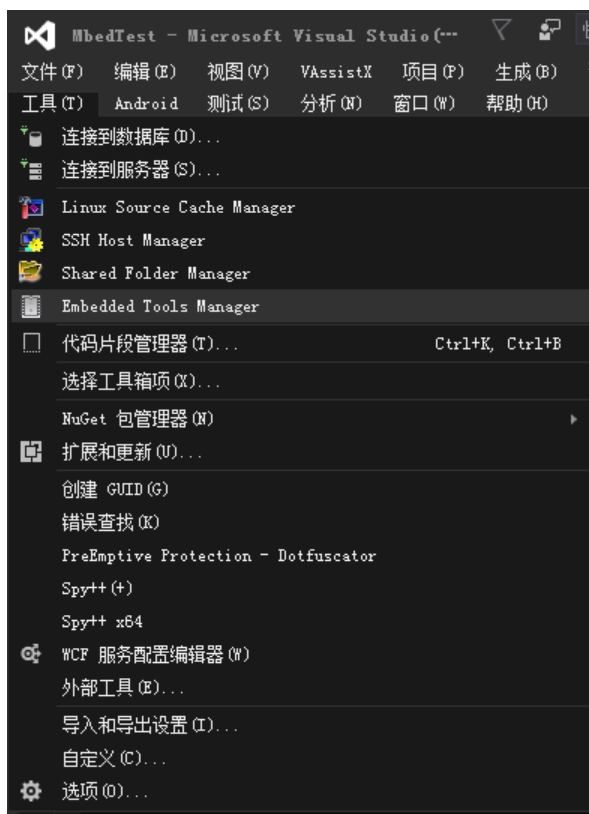 MbedTest - Microsoft Visual Studio(···
文件(F) 编辑(E) 视图(V) VAssistX 项目(P) 生成(B)
工具(T) Android 测试(S) 分析(N) 窗口(W) 帮助(H)
连接到数据库(D)...
连接到服务器(S)...
Linux Source Cache Manager
SSH Host Manager
Shared Folder Manager
Embedded Tools Manager
代码片段管理器(T)... Ctrl+K, Ctrl+B
选择工具箱项(X)...
NuGet 包管理器(N)
扩展和更新(U)...
创建 GUID(G)
错误查找(K)
PreEmptive Protection - Dotfuscator
Spy++(+)
Spy++ x64
WCF 服务配置编辑器(W)
外部工具(E)...
导入和导出设置(I)...
自定义(C)...
选项(O)...